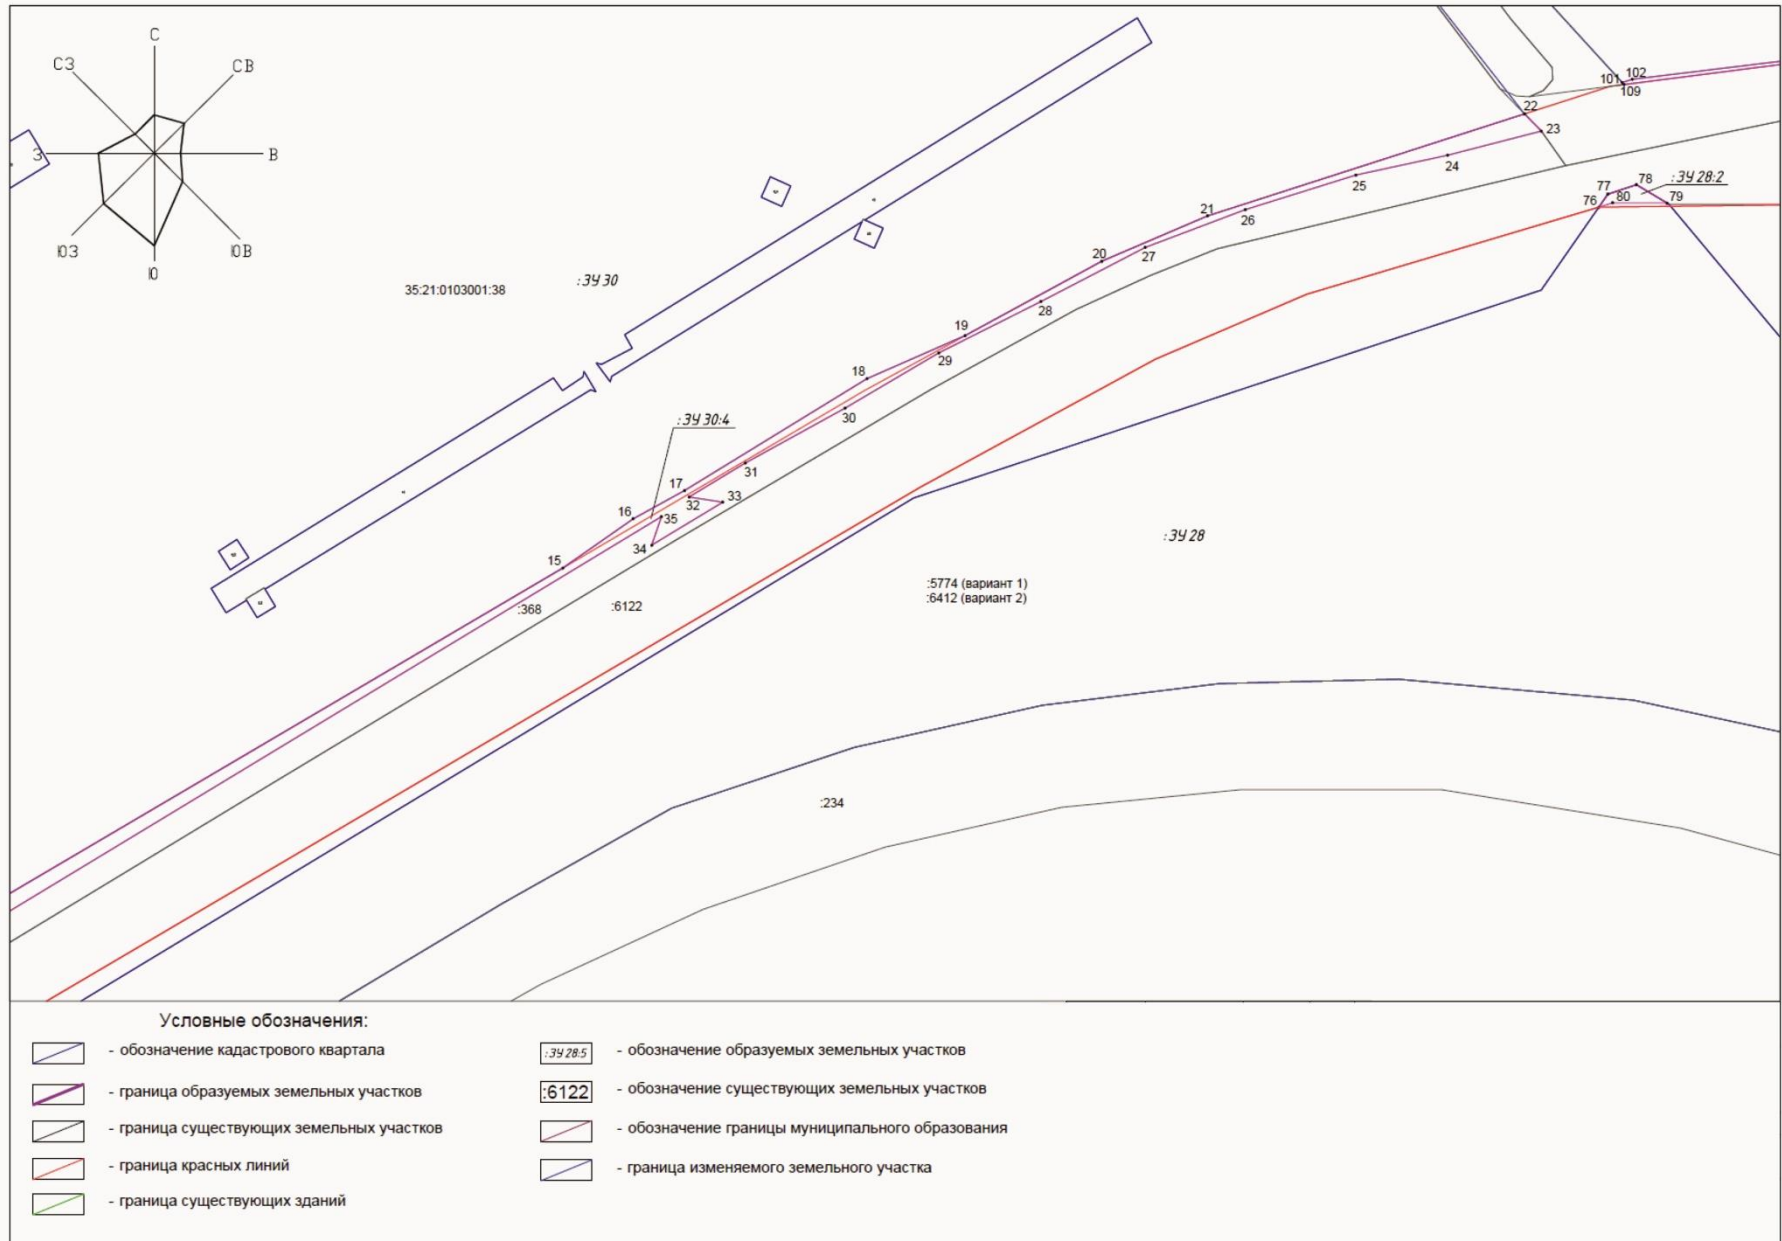 С
СЗ
СВ
З
В
ЮЗ
ЮВ
Ю
101
102
109
22
23
24
25
:ЗУ 28:2
78
77
79
76
80
21
26
20
27
:ЗУ 30
35:21:0103001:38
28
19
29
18
30
:ЗУ 30:4
31
17
32
33
16
35
34
15
:ЗУ 28
:5774 (вариант 1)
:6412 (вариант 2)
:368
:6122
:234
Условные обозначения:
- обозначение кадастрового квартала
- граница образуемых земельных участков
- граница существующих земельных участков
- граница красных линий
- граница существующих зданий
:ЗУ 28:5
- обозначение образуемых земельных участков
:6122
- обозначение существующих земельных участков
- обозначение границы муниципального образования
- граница изменяемого земельного участка